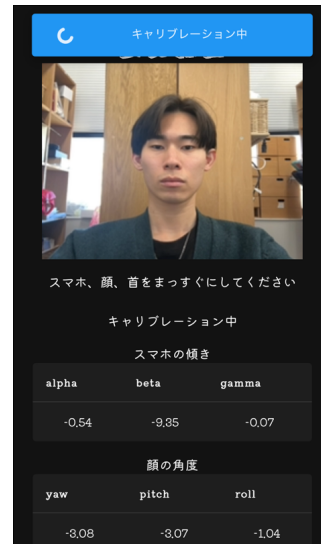 キャリブレーション中
スマホ、顔、首をまっすぐにしてください
キャリブレーション中
スマホの傾き
alpha beta gamma
-0,54 -9,35 -0,07
顔の角度
yaw pitch roll
-3,08 -3,07 -1,04